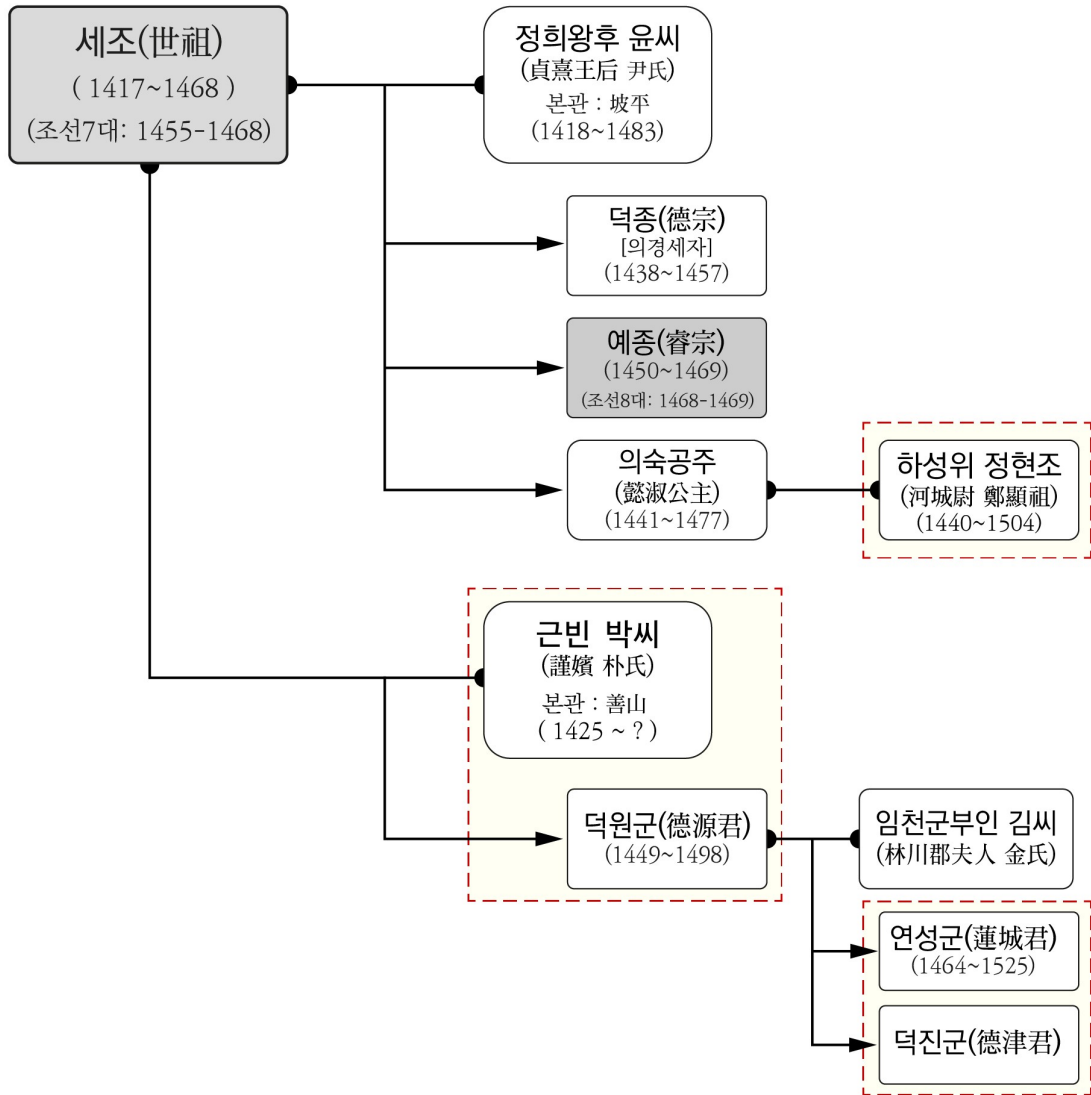 세조(世祖)
( 1417~1468 )
(조선7대: 1455-1468)
정희왕후 윤씨
(貞熹王后 尹氏)
본관 : 坡平
(1418~1483)
덕종(德宗)
[의경세자]
(1438~1457)
예종(睿宗)
(1450~1469)
(조선8대: 1468-1469)
의숙공주
(懿淑公主)
(1441~1477)
하성위 정현조
(河城尉 鄭顯祖)
(1440~1504)
근빈 박씨
(謹嬪 朴氏)
본관 : 善山
( 1425 ~ ? )
덕원군(德源君)
(1449~1498)
임천군부인 김씨
(林川郡夫人 金氏)
연성군(蓮城君)
(1464~1525)
덕진군(德津君)